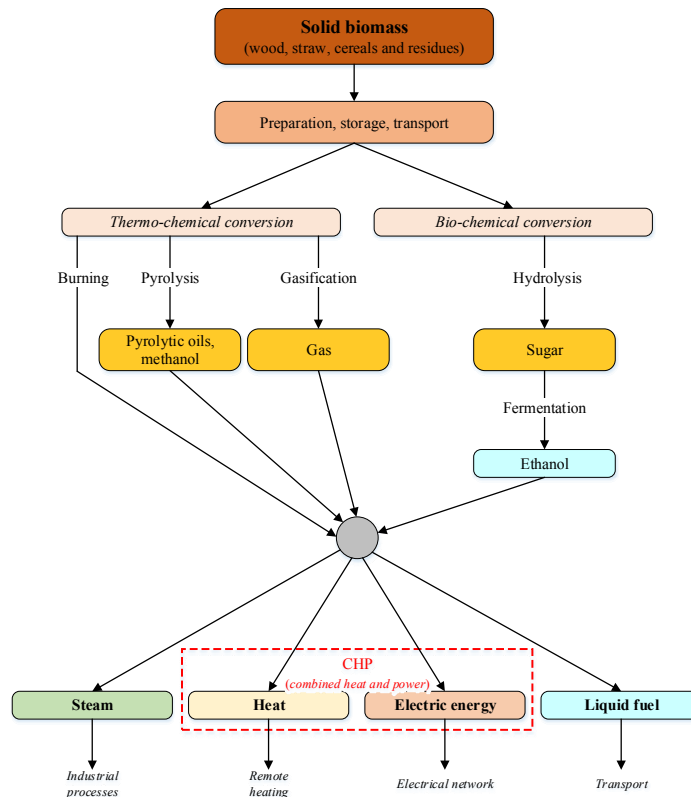 Solid biomass
(wood, straw, cereals and residues)
Preparation, storage, transport
Thermo-chemical conversion
Bio-chemical conversion
Burning
Pyrolysis
Gasification
Hydrolysis
Pyrolytic oils,
methanol
Gas
Sugar
Fermentation
Ethanol
CHP
(combined heat and power)
Steam
Heat
Electric energy
Liquid fuel
Industrial
processes
Remote
heating
Electrical network
Transport